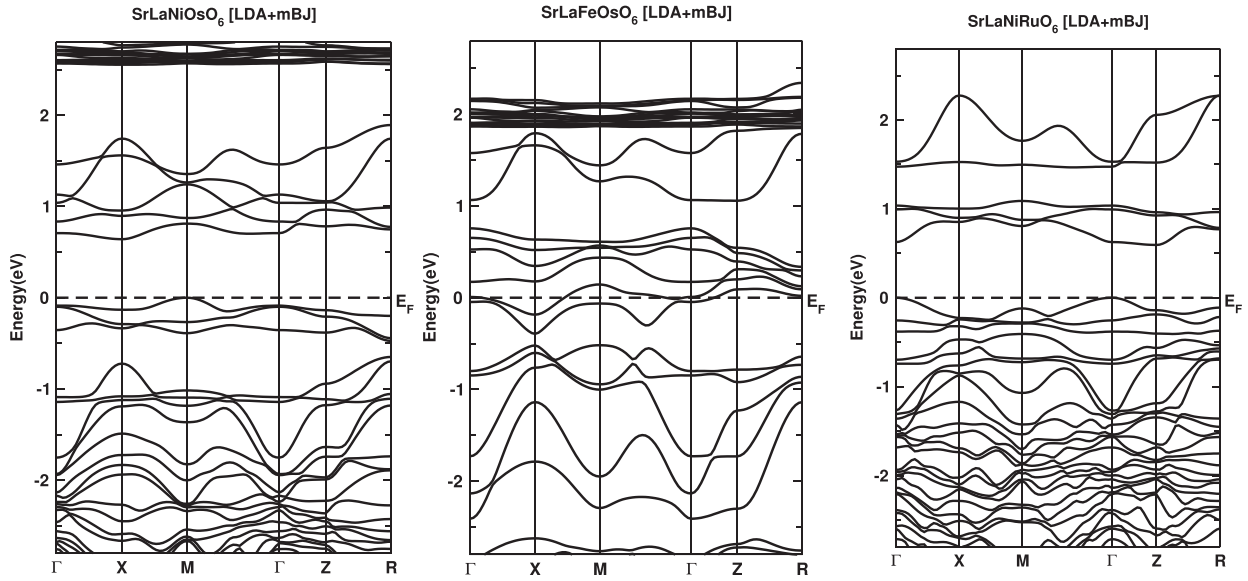 SrLaNiOsO6 [LDA+mBJ]
2
1
0
-1
-2
Energy(eV)
EF
Γ X M Γ Z R
SrLaFeOsO6 [LDA+mBJ]
2
1
0
-1
-2
Energy(eV)
EF
Γ X M Γ Z R
SrLaNiRuO6 [LDA+mBJ]
2
1
0
-1
-2
Energy(eV)
EF
Γ X M Γ Z R